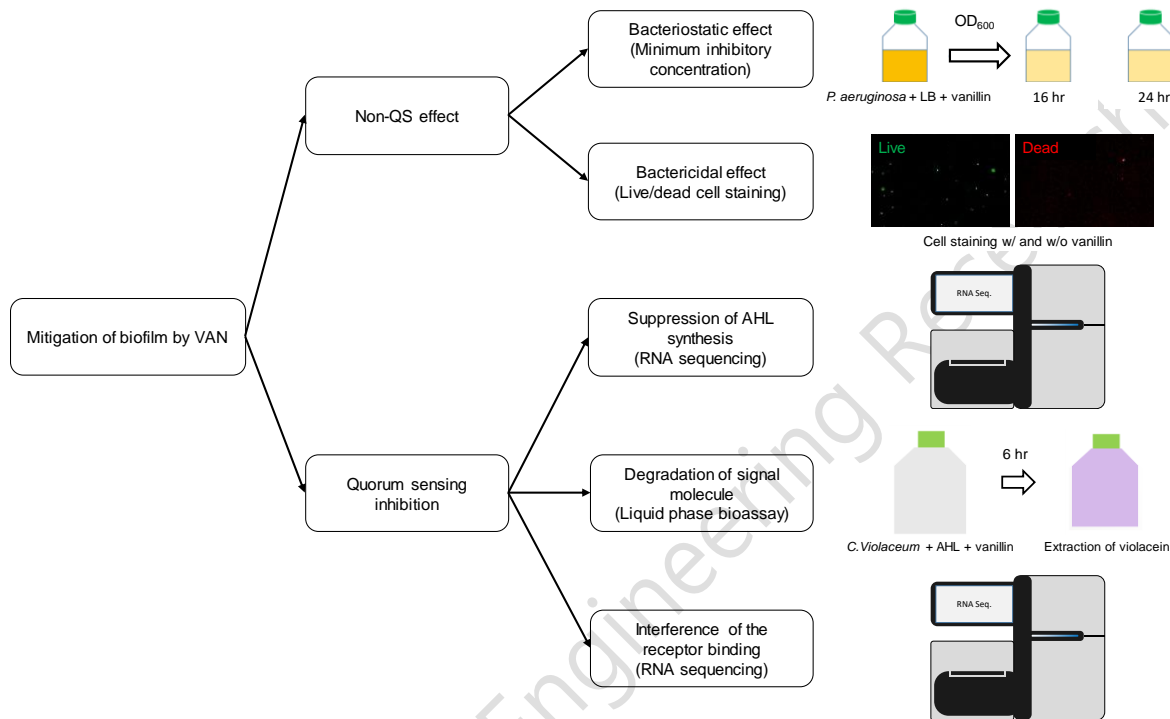 Mitigation of biofilm by VAN
Non-QS effect
Quorum sensing
inhibition
Bacteriostatic effect
(Minimum inhibitory
concentration)
Bactericidal effect
(Live/dead cell staining)
Suppression of AHL
synthesis
(RNA sequencing)
Degradation of signal
molecule
(Liquid phase bioassay)
Interference of the
receptor binding
(RNA sequencing)
OD600
P. aeruginosa + LB + vanillin
16 hr
24 hr
Live
Dead
Cell staining w/ and w/o vanillin
RNA Seq.
6 hr
C.Violaceum + AHL + vanillin
Extraction of violacein
RNA Seq.
Engineering Research